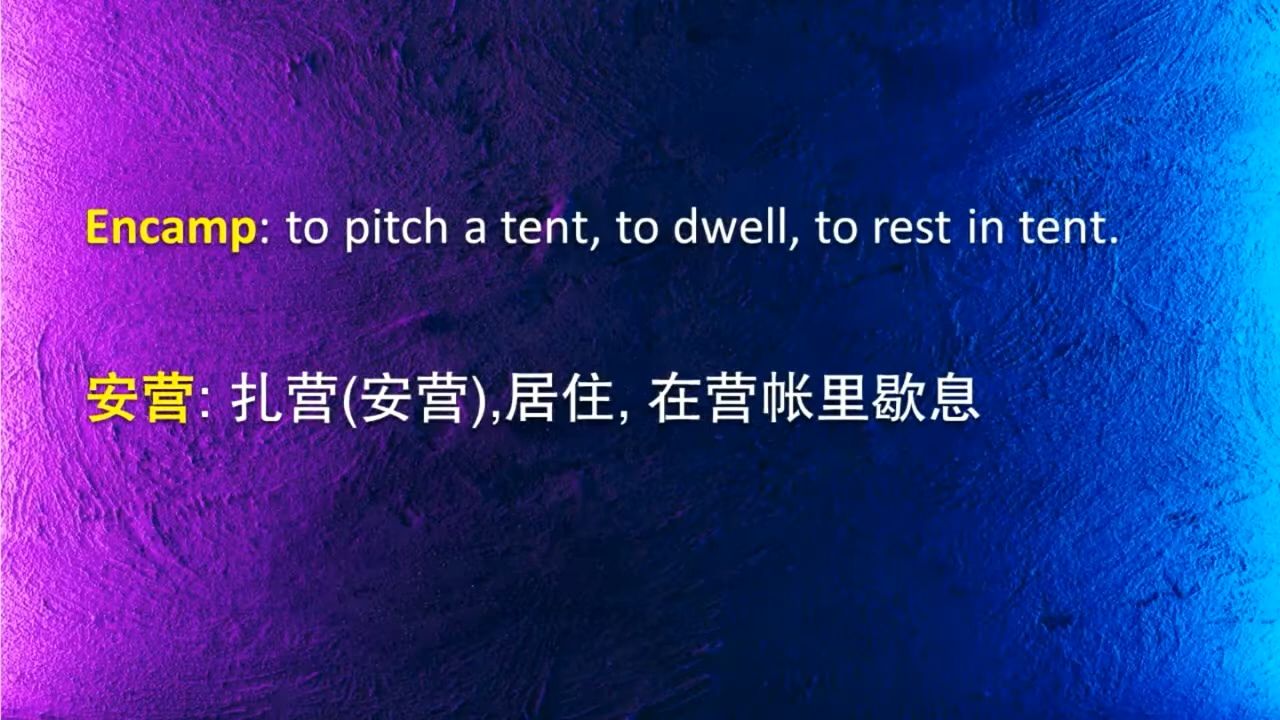 Encamp: to pitch a tent, to dwell, to rest in tent.
安营: 扎营(安营),居住, 在营帐里歇息